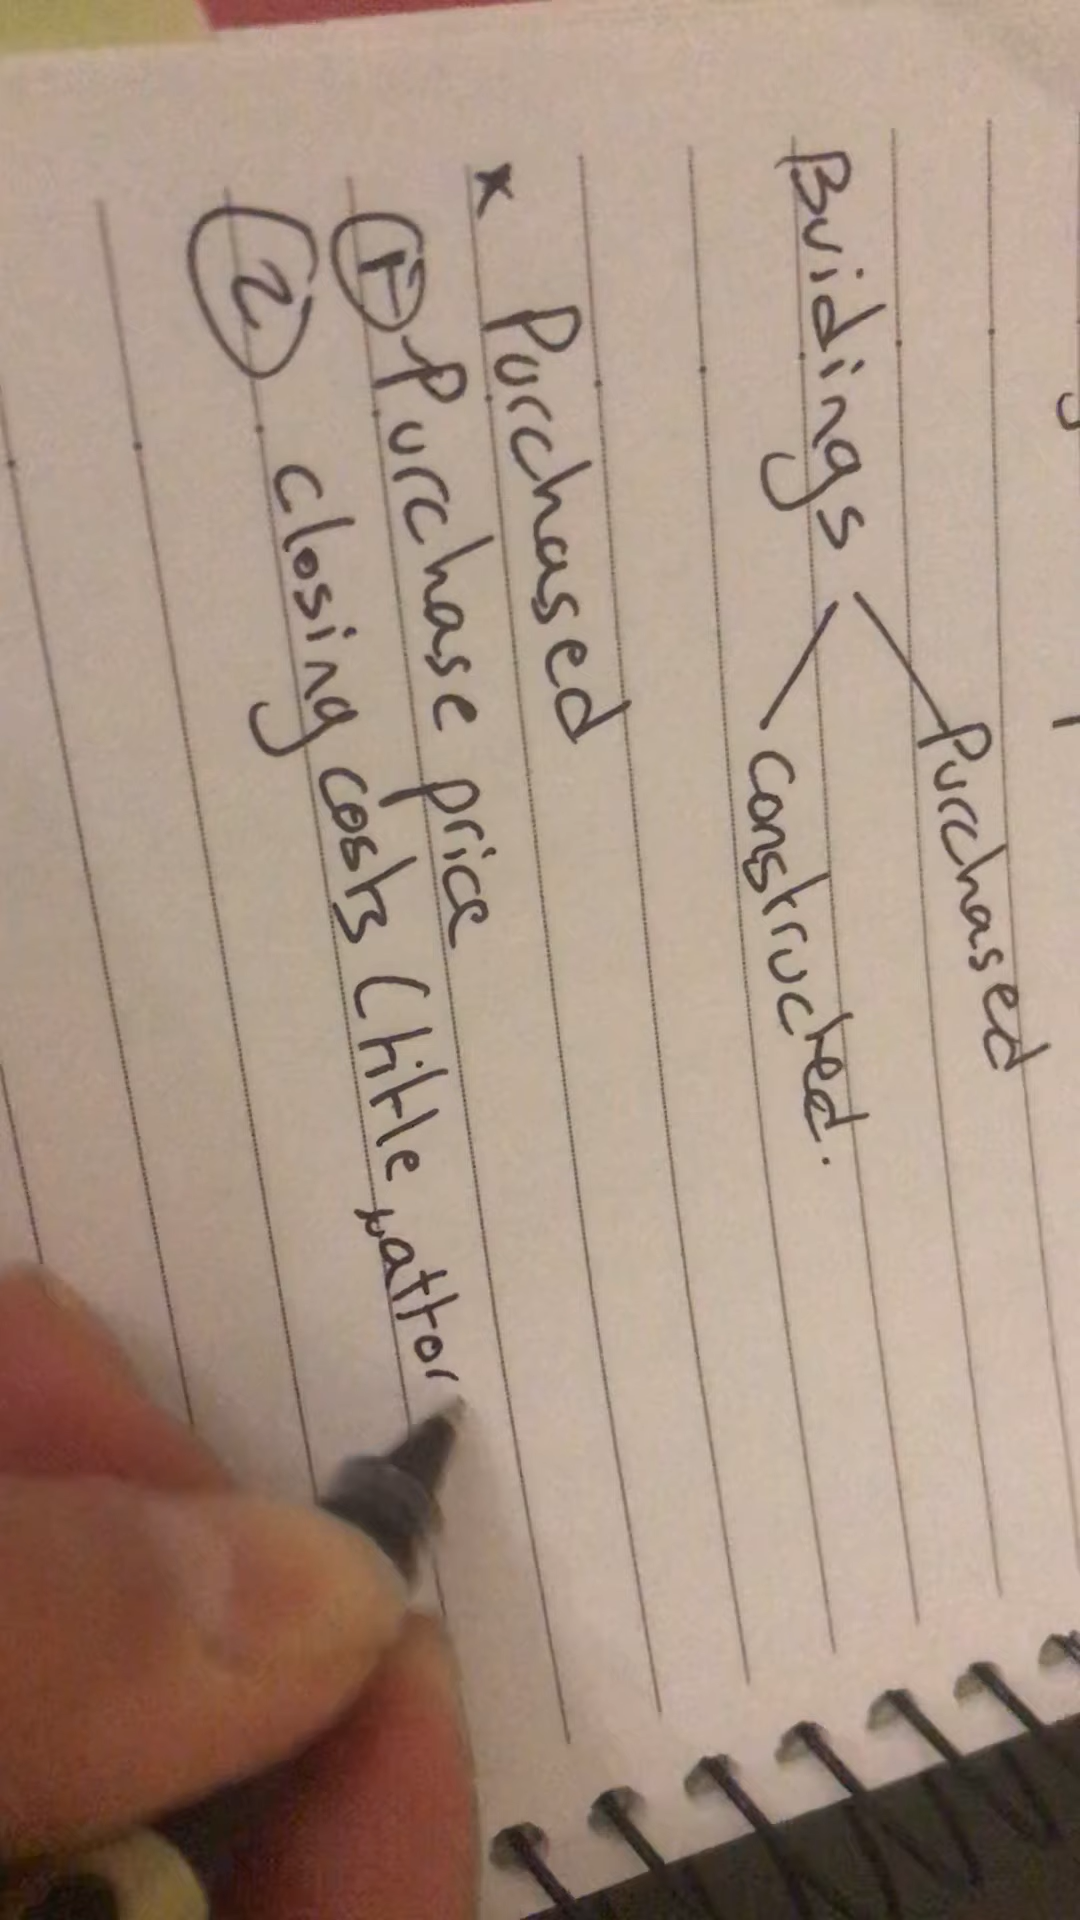 Purchased
Buidings
constructed.
x Purchased
1 Purchase price
2 closing costs (title, attor